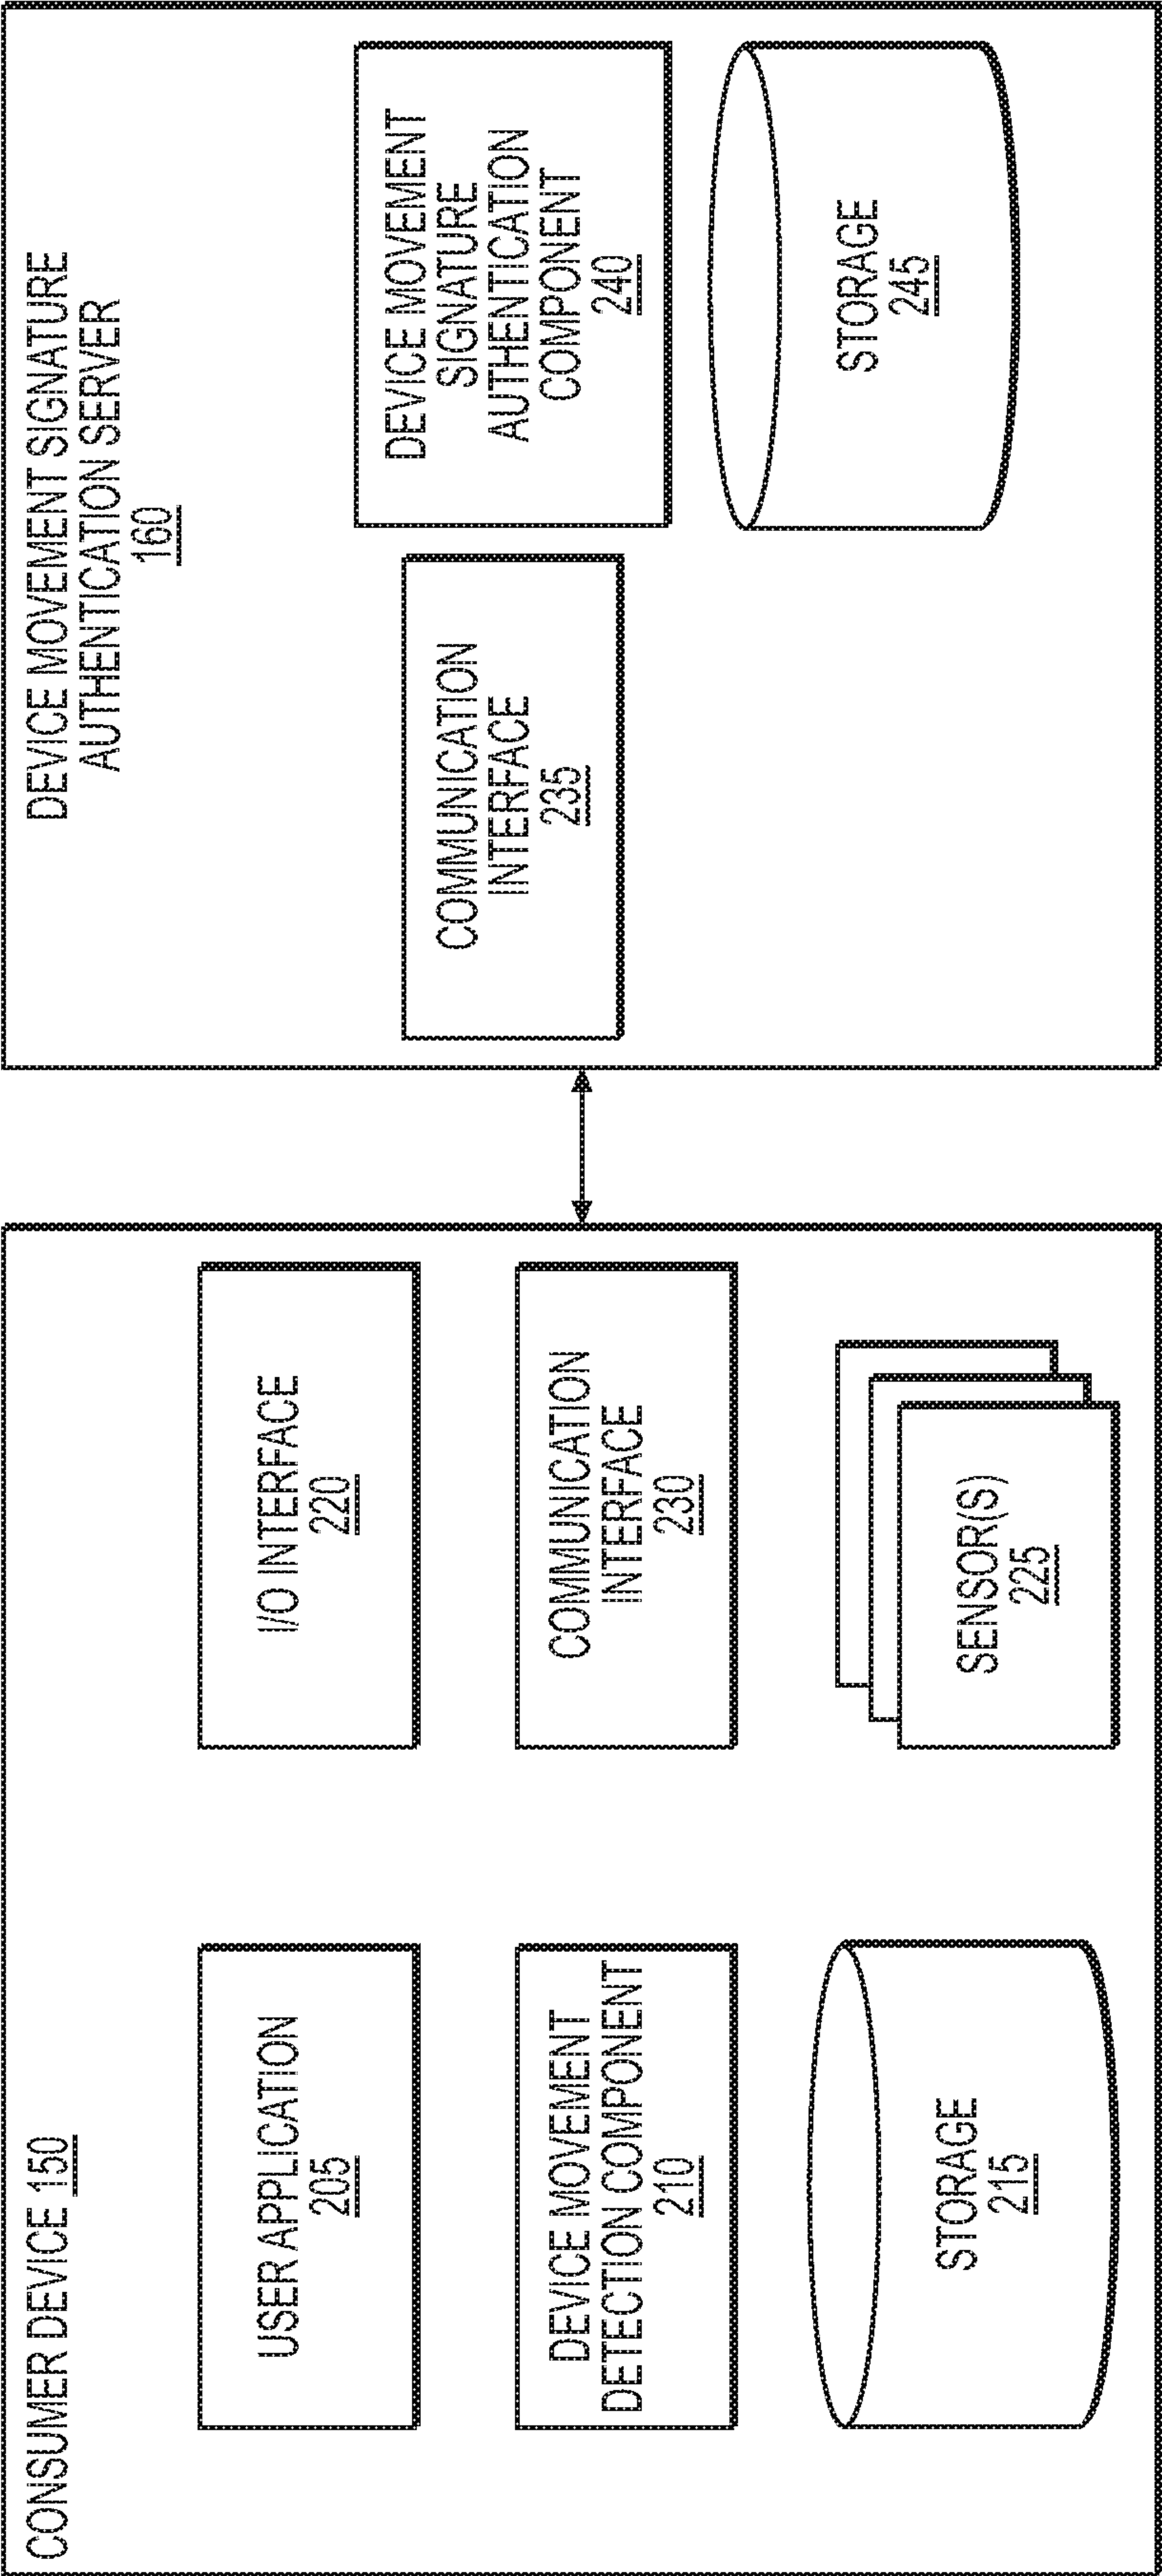 CONSUMER DEVICE 150
USER APPLICATION
205
I/O INTERFACE
220
DEVICE MOVEMENT
DETECTION COMPONENT
210
COMMUNICATION
INTERFACE
230
STORAGE
215
SENSOR(S)
225
DEVICE MOVEMENT SIGNATURE
AUTHENTICATION SERVER
160
COMMUNICATION
INTERFACE
235
DEVICE MOVEMENT
SIGNATURE
AUTHENTICATION
COMPONENT
240
STORAGE
245